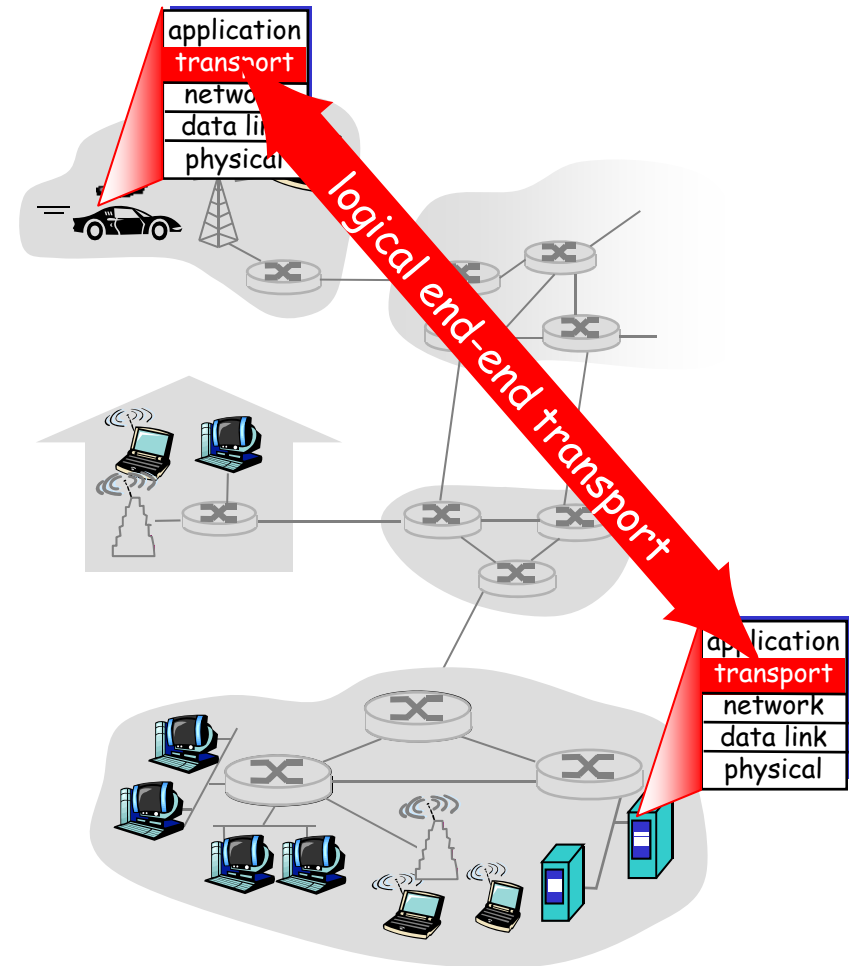 application
transport
network
data link
physical
logical end-end transport
application
transport
network
data link
physical